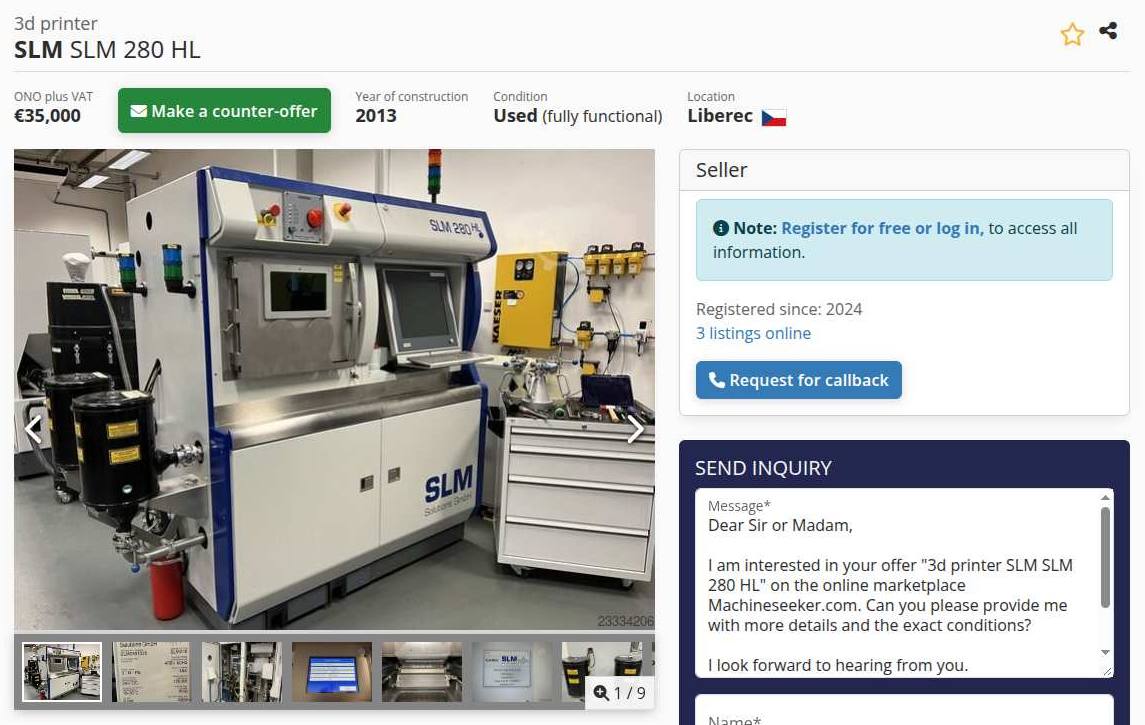 3d printer
SLM SLM 280 HL
ONO plus VAT
€35,000
Make a counter-offer
Year of construction
2013
Condition
Used (fully functional)
Location
Liberec
SLM 280 HL
KAESER
SLM
Solutions GmbH
23334206
SLM
1 / 9
Seller
Note: Register for free or log in, to access all
information.
Registered since: 2024
3 listings online
Request for callback
SEND INQUIRY
Message*
Dear Sir or Madam,
I am interested in your offer "3d printer SLM SLM
280 HL" on the online marketplace
Machineseeker.com. Can you please provide me
with more details and the exact conditions?
I look forward to hearing from you.
Name*